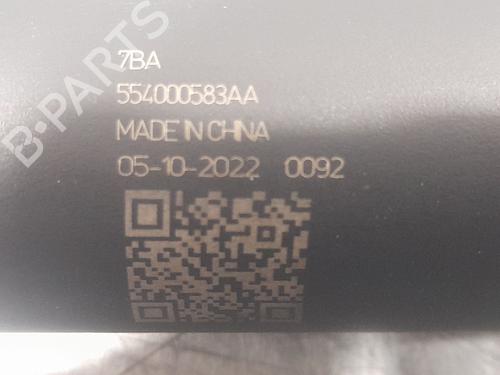 B-PARTS
7BA
554000583AA
MADE IN CHINA
05-10-2022 0092